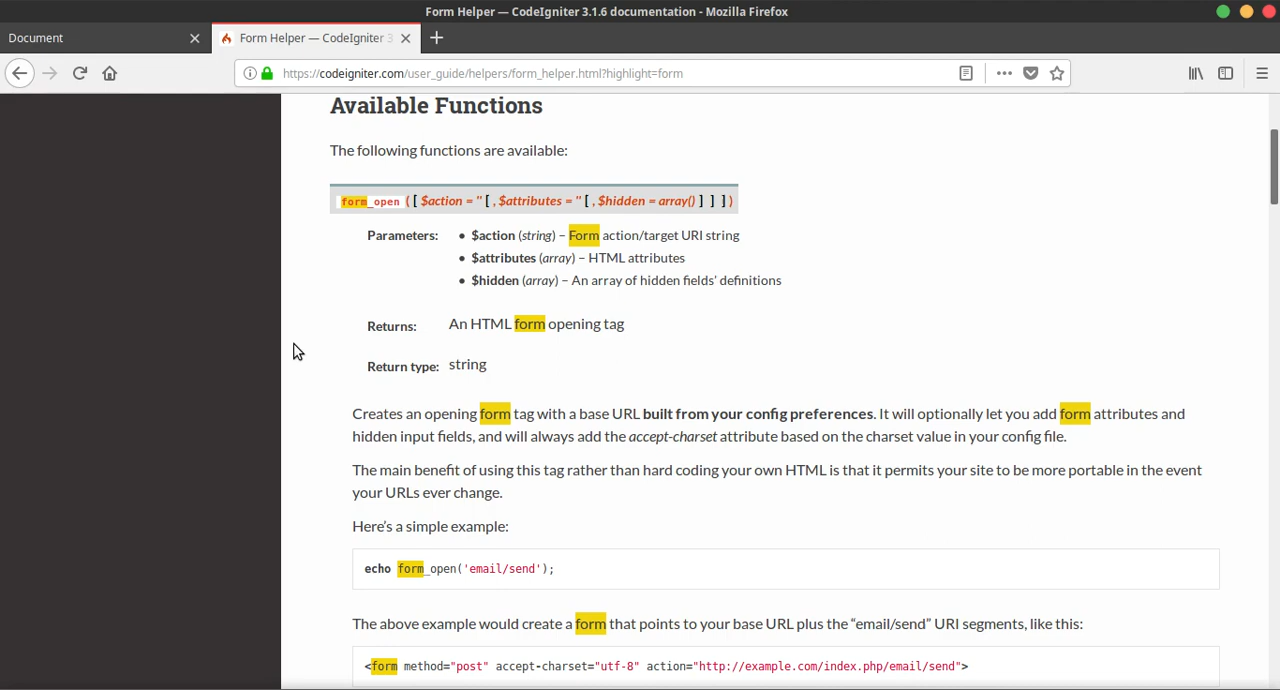 Form Helper — CodeIgniter 3.1.6 documentation - Mozilla Firefox
Document
Form Helper — CodeIgniter 3
https://codeigniter.com/user_guide/helpers/form_helper.html?highlight=form
Available Functions
The following functions are available:
form_open([$action = ''[, $attributes = ''[, $hidden = array()]]])
Parameters:
• $action (string) – Form action/target URI string
• $attributes (array) – HTML attributes
• $hidden (array) – An array of hidden fields' definitions
Returns: An HTML form opening tag
Return type: string
Creates an opening form tag with a base URL built from your config preferences. It will optionally let you add form attributes and
hidden input fields, and will always add the accept-charset attribute based on the charset value in your config file.
The main benefit of using this tag rather than hard coding your own HTML is that it permits your site to be more portable in the event
your URLs ever change.
Here's a simple example:
echo form_open('email/send');
The above example would create a form that points to your base URL plus the “email/send” URI segments, like this:
<form method="post" accept-charset="utf-8" action="http://example.com/index.php/email/send">